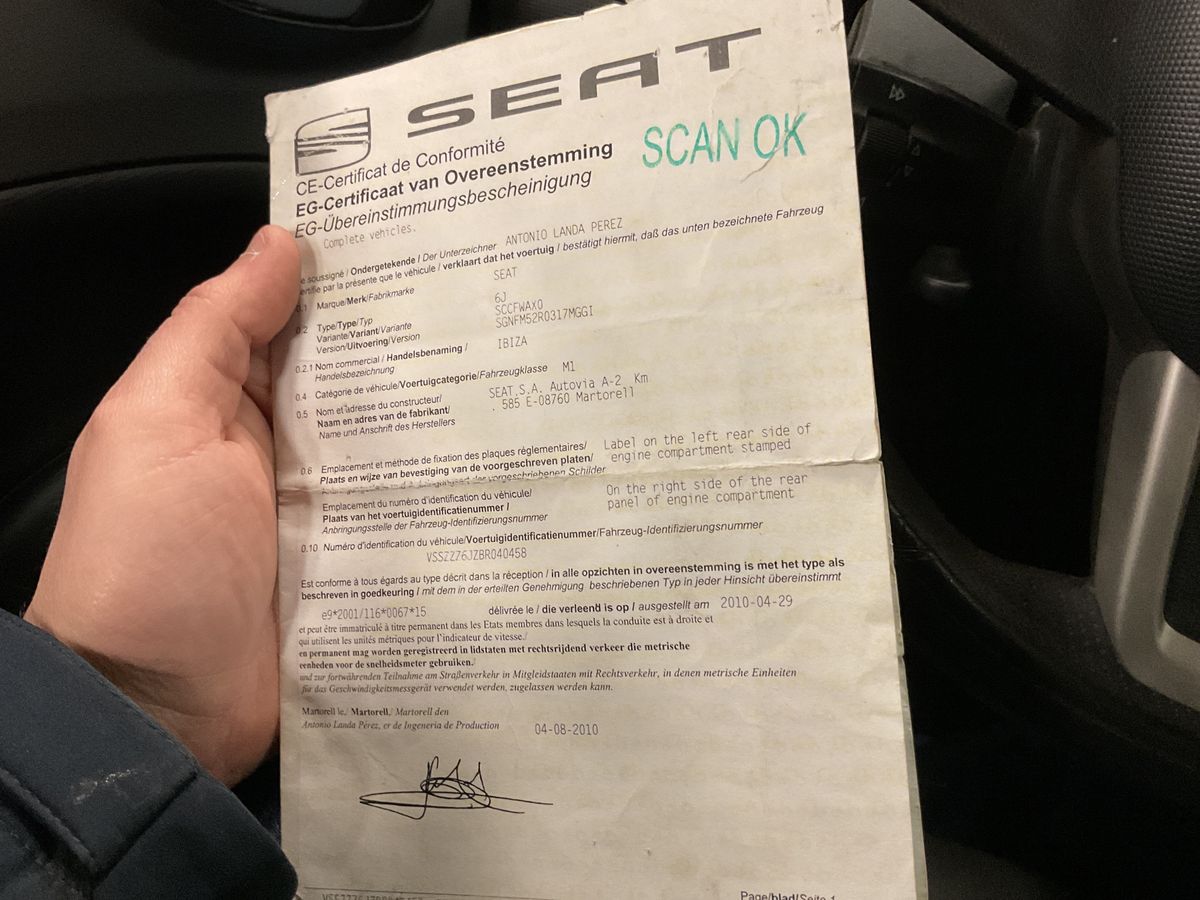 SEAT
SCAN OK
CE-Certificat de Conformité
EG-Certificaat van Overeenstemming
EG-Übereinstimmungsbescheinigung
Complete vehicles.
soussigné / Ondergetekende / Der Unterzeichner ANTONIO LANDA PEREZ
par la présente que le véhicule / verklaart dat het voertuig / bestätigt hiermit, daß das unten bezeichnete Fahrzeug
0.1 Marque/Merk/Fabrikmarke SEAT
0.2 Type/Type/Typ 6J
Variante/Variant/Variante SCCFWAX0
Version/Uitvoering/Version SGNFM52R0317MGGI
0.2.1 Nom commercial / Handelsbenaming / IBIZA
Handelsbezeichnung
0.4 Catégorie de véhicule/Voertuigcategorie/Fahrzeugklasse M1
0.5 Nom et adresse du constructeur/ SEAT,S.A. Autovia A-2 Km
Naam en adres van de fabrikant/ . 585 E-08760 Martorell
Name und Anschrift des Herstellers
0.6 Emplacement et méthode de fixation des plaques réglementaires/ Label on the left rear side of
Plaats en wijze van bevestiging van de voorgeschreven platen/ engine compartment stamped
der vorgeschriebenen Schilder
Emplacement du numéro d'identification du véhicule/ On the right side of the rear
Plaats van het voertuigidentificatienummer / panel of engine compartment
Anbringungsstelle der Fahrzeug-Identifizierungsnummer
0.10 Numéro d'identification du véhicule/Voertuigidentificatienummer/Fahrzeug-Identifizierungsnummer
VSSZZZ6JZBR040458
Est conforme à tous égards au type décrit dans la réception / in alle opzichten in overeenstemming is met het type als
beschreven in goedkeuring / mit dem in der erteilten Genehmigung beschriebenen Typ in jeder Hinsicht übereinstimmt
e9*2001/116*0067*15 délivrée le / die verleend is op / ausgestellt am 2010-04-29
et peut être immatriculé à titre permanent dans les Etats membres dans lesquels la conduite est à droite et
qui utilisent les unités métriques pour l'indicateur de vitesse./
en permanent mag worden geregistreerd in lidstaten met rechtsrijdend verkeer die metrische
eenheden voor de snelheidsmeter gebruiken./
und zur fortwährenden Teilnahme am Straßenverkehr in Mitgliedstaaten mit Rechtsverkehr, in denen metrische Einheiten
für das Geschwindigkeitsmessgerät verwendet werden, zugelassen werden kann.
Martorell le,/ Martorell,/ Martorell den
Antonio Landa Pérez, er de Ingeneria de Production 04-08-2010
Page/blad/Seite 1